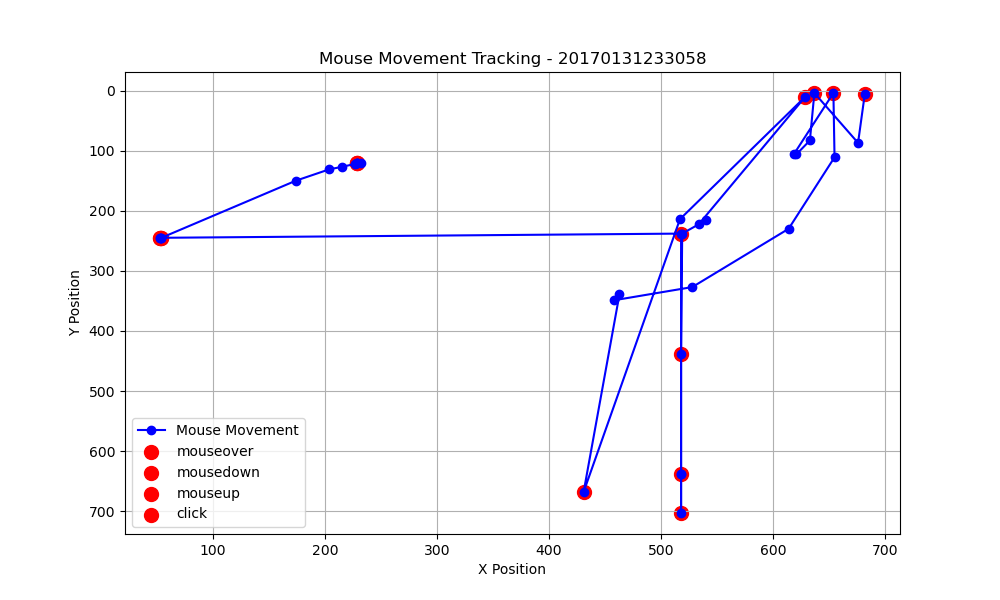 Mouse Movement Tracking - 20170131233058
0
100
200
300
400
500
600
700
Y Position
Mouse Movement
mouseover
mousedown
mouseup
click
100 200 300 400 500 600 700
X Position